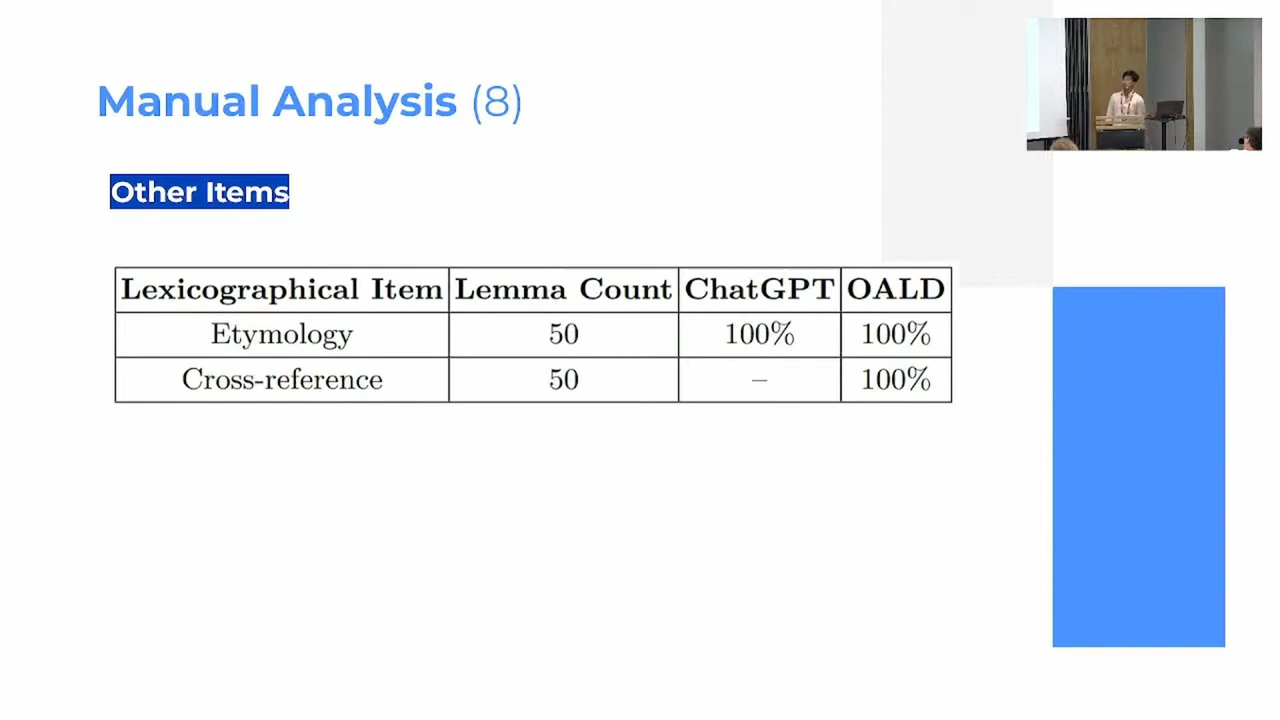 Manual Analysis (8)
Other Items
Lexicographical Item Lemma Count ChatGPT OALD
Etymology 50 100% 100%
Cross-reference 50 – 100%